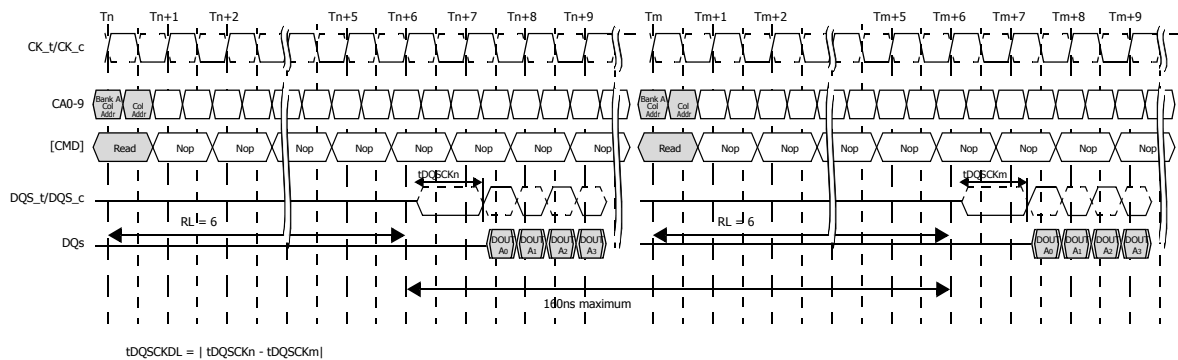 Tn Tn+1 Tn+2 Tn+5 Tn+6 Tn+7 Tn+8 Tn+9 Tm Tm+1 Tm+2 Tm+5 Tm+6 Tm+7 Tm+8 Tm+9
CK_t/CK_c
CA0-9
Bank A Col Addr
Col Addr
Bank A Col Addr
Col Addr
[CMD] Read Nop Nop Nop Nop Nop Nop Nop Nop Read Nop Nop Nop Nop Nop Nop Nop Nop
tDQSCKn tDQSCKm
DQS_t/DQS_c
RL = 6 RL = 6
DQs
DOUT A0
DOUT A1
DOUT A2
DOUT A3
DOUT A0
DOUT A1
DOUT A2
DOUT A3
160ns maximum
tDQSCKDL = | tDQSCKn - tDQSCKm|